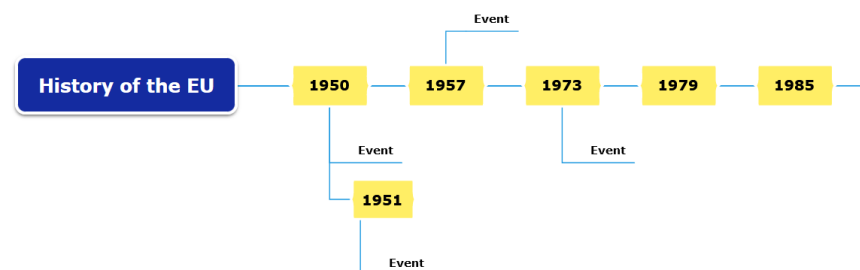 Event
History of the EU
1950
1957
1973
1979
1985
Event
Event
1951
Event